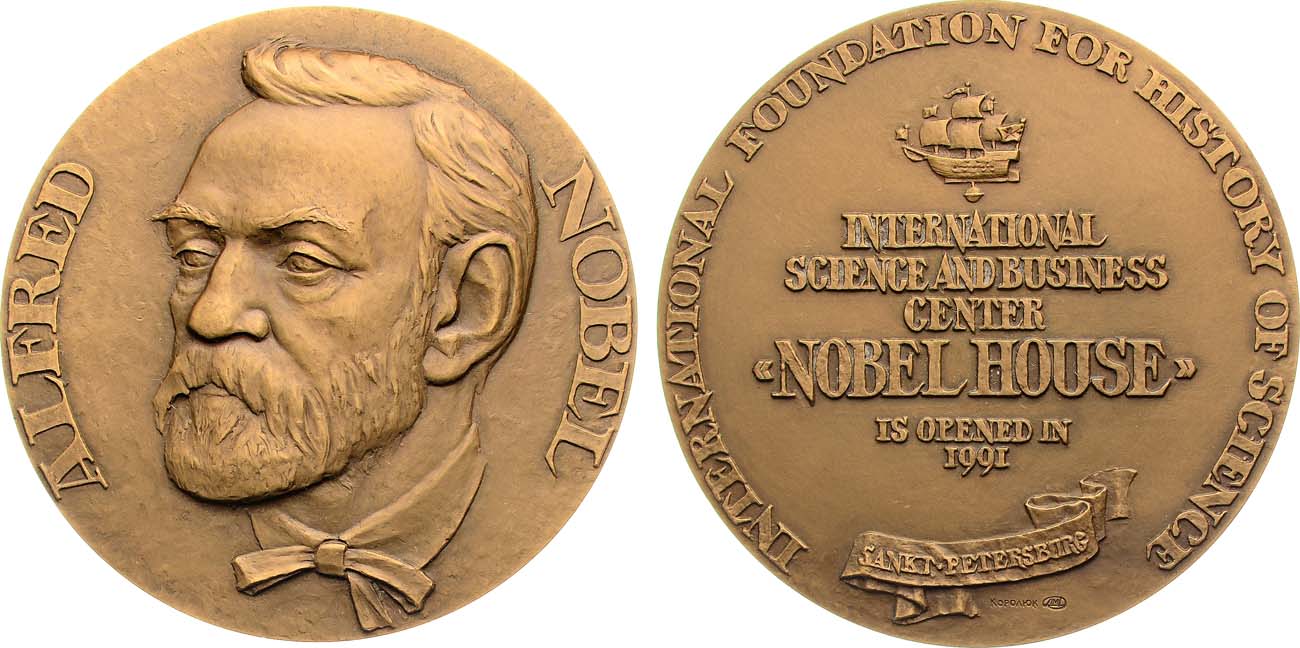 ALFRED NOBEL
INTERNATIONAL FOUNDATION FOR HISTORY OF SCIENCE
INTERNATIONAL
SCIENCE AND BUSINESS
CENTER
«NOBEL HOUSE»
IS OPENED IN
1991
SANKT-PETERSBURG
КОРОЛЮК